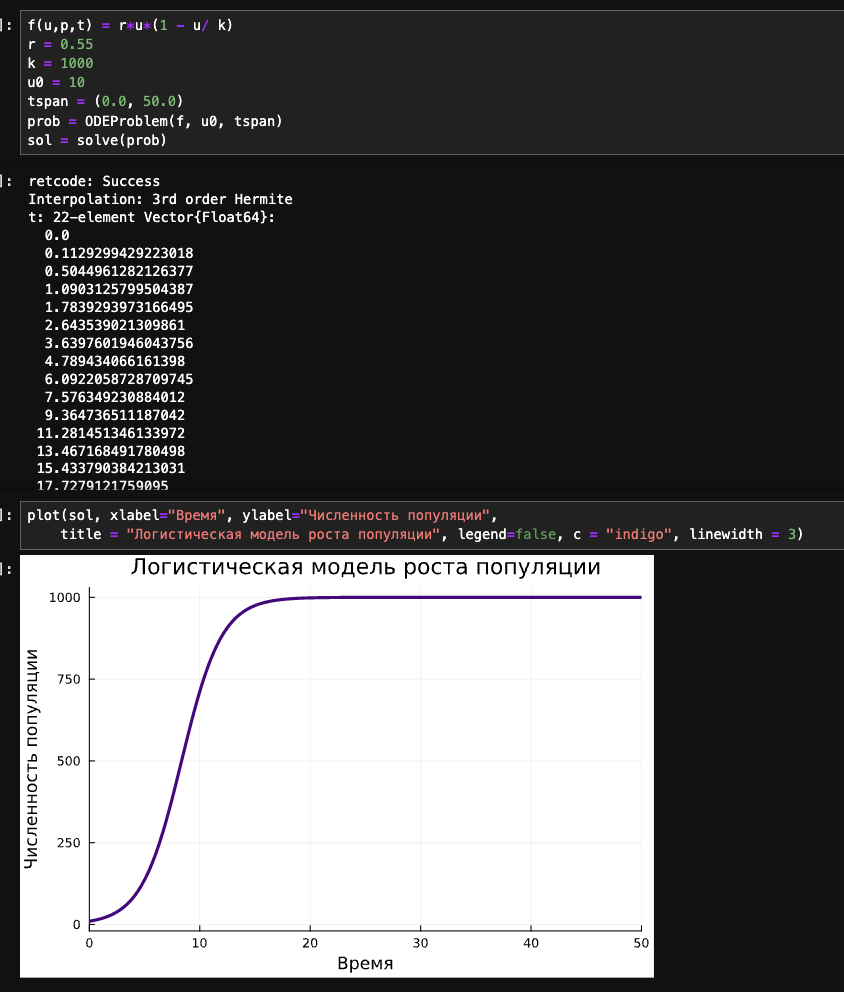 ]:
f(u,p,t) = r*u*(1 - u/ k)
r = 0.55
k = 1000
u0 = 10
tspan = (0.0, 50.0)
prob = ODEProblem(f, u0, tspan)
sol = solve(prob)
]:
retcode: Success
Interpolation: 3rd order Hermite
t: 22-element Vector{Float64}:
0.0
0.1129299429223018
0.5044961282126377
1.0903125799504387
1.7839293973166495
2.643539021309861
3.6397601946043756
4.789434066161398
6.0922058728709745
7.576349230884012
9.364736511187042
11.281451346133972
13.467168491780498
15.433790384213031
17.7279121759095
]:
plot(sol, xlabel="Время", ylabel="Численность популяции",
title = "Логистическая модель роста популяции", legend=false, c = "indigo", linewidth = 3)
]:
Логистическая модель роста популяции
Численность популяции
1000
750
500
250
0
0 10 20 30 40 50
Время